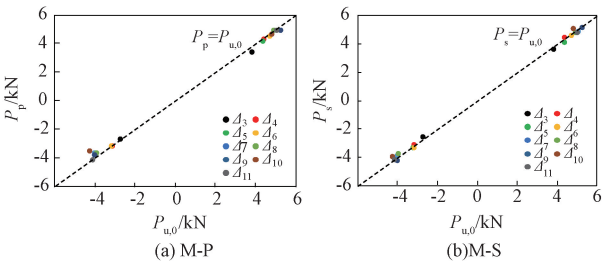 6
4
2
0
-2
-4
-6
P_p/kN
P_p=P_u,0
Δ3 Δ4
Δ5 Δ6
Δ7 Δ8
Δ9 Δ10
Δ11
-4 -2 0 2 4 6
P_u,0/kN
(a) M-P
6
4
2
0
-2
-4
-6
P_s/kN
P_s=P_u,0
Δ3 Δ4
Δ5 Δ6
Δ7 Δ8
Δ9 Δ10
Δ11
-4 -2 0 2 4 6
P_u,0/kN
(b)M-S